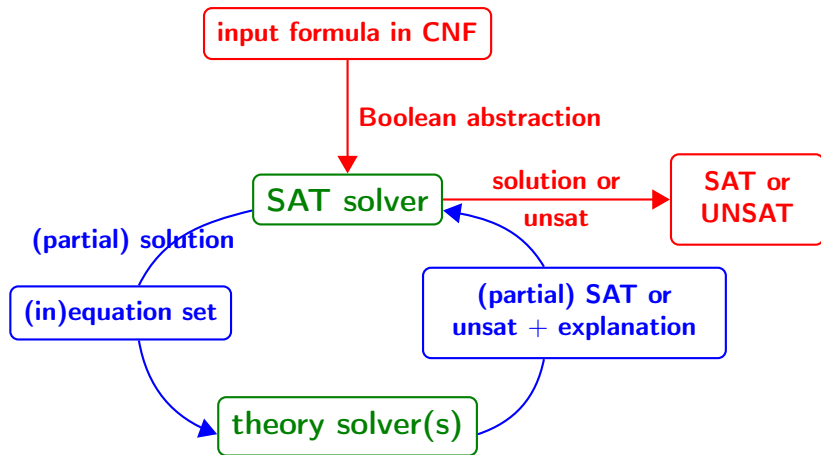 input formula in CNF
Boolean abstraction
SAT solver
solution or
unsat
SAT or
UNSAT
(partial) solution
(in)equation set
(partial) SAT or
unsat + explanation
theory solver(s)